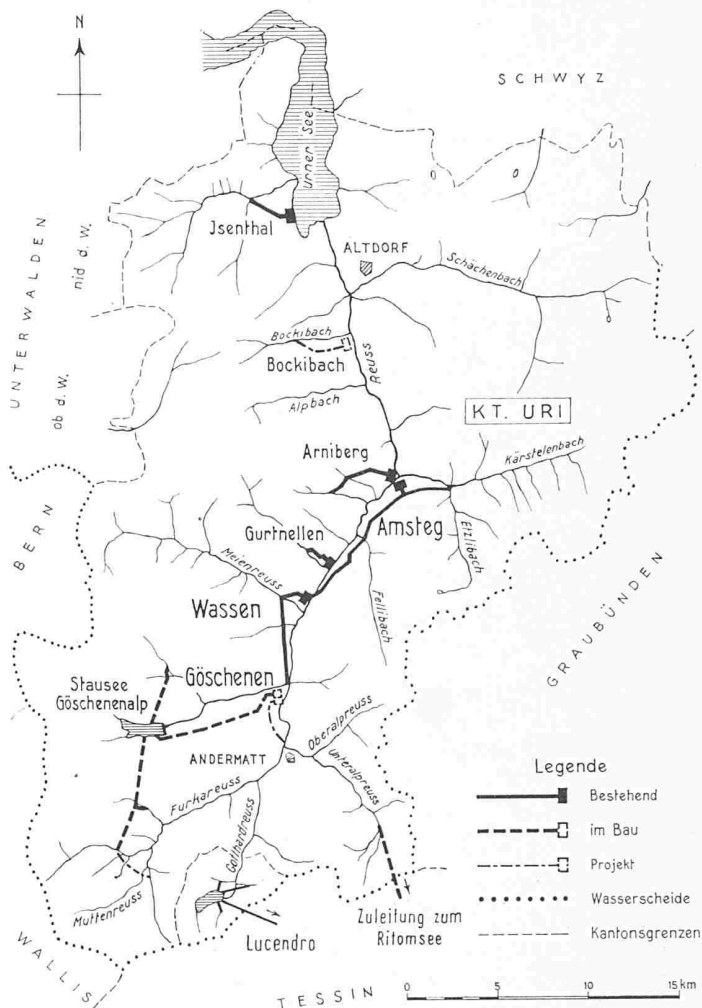 N
SCHWYZ
Urner See
Jsenthal
ALTDORF
Schächenbach
UNTERWALDEN
nid d. W.
ob d. W.
Bockibach
Bockibach
Reuss
Alpbach
KT. URI
Arniberg
Kärstelenbach
Amsteg
Etzlibach
Gurtnellen
BERN
Meienreuss
Wassen
Fellibach
GRAUBÜNDEN
Göschenen
Stausee
Göschenenalp
ANDERMATT
Oberalpreuss
Unteralpreuss
Furkareuss
Gotthardreuss
Muttenreuss
Zuleitung zum
Ritomsee
Lucendro
WALLIS
TESSIN
Legende
Bestehend
im Bau
Projekt
Wasserscheide
Kantonsgrenzen
0 5 10 15 km